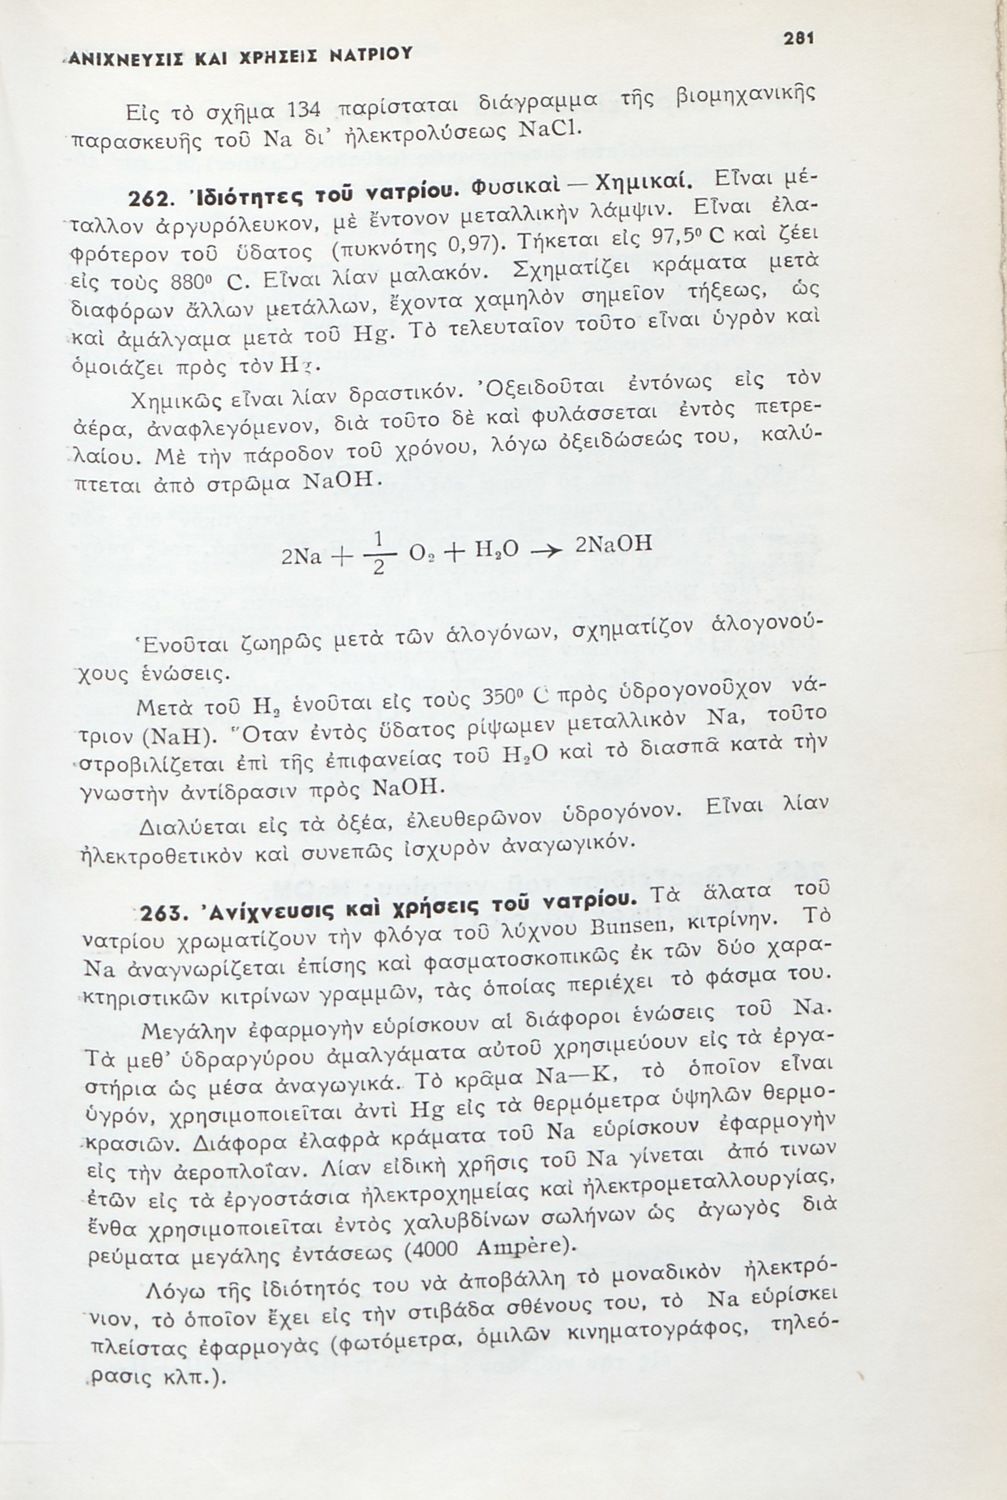 ΑΝΙΧΝΕΥΣΙΣ ΚΑΙ ΧΡΗΣΕΙΣ ΝΑΤΡΙΟΥ 281
Εἰς τὸ σχῆμα 134 παρίσταται διάγραμμα τῆς βιομηχανικῆς
παρασκευῆς τοῦ Na δι’ ἠλεκτρολύσεως NaCl.
262. Ἰδιότητες τοῦ νατρίου. Φυσικαὶ — Χημικαί. Εἶναι μέ-
ταλλον ἀργυρόλευκον, μὲ ἔντονον μεταλλικὴν λάμψιν. Εἶναι ἐλα-
φρότερον τοῦ ὕδατος (πυκνότης 0,97). Τήκεται εἰς 97,5⁰ C καὶ ζέει
εἰς τοὺς 880⁰ C. Εἶναι λίαν μαλακόν. Σχηματίζει κράματα μετὰ
διαφόρων ἄλλων μετάλλων, ἔχοντα χαμηλὸν σημεῖον τήξεως, ὡς
καὶ ἀμάλγαμα μετὰ τοῦ Hg. Τὸ τελευταῖον τοῦτο εἶναι ὑγρὸν καὶ
ὁμοιάζει πρὸς τὸν Hg.
Χημικῶς εἶναι λίαν δραστικόν. Ὀξειδοῦται ἐντόνως εἰς τὸν
ἀέρα, ἀναφλεγόμενον, διὰ τοῦτο δὲ καὶ φυλάσσεται ἐντὸς πετρε-
λαίου. Μὲ τὴν πάροδον τοῦ χρόνου, λόγω ὀξειδώσεώς του, καλύ-
πτεται ἀπὸ στρῶμα NaOH.
2Na + 1/2 O₂ + H₂O → 2NaOH
Ἑνοῦται ζωηρῶς μετὰ τῶν ἁλογόνων, σχηματίζον ἁλογονού-
χους ἑνώσεις.
Μετὰ τοῦ H₂ ἑνοῦται εἰς τοὺς 350⁰ C πρὸς ὑδρογονοῦχον νά-
τριον (NaH). Ὅταν ἐντὸς ὕδατος ρίψωμεν μεταλλικὸν Na, τοῦτο
στροβιλίζεται ἐπὶ τῆς ἐπιφανείας τοῦ H₂O καὶ τὸ διασπᾶ κατὰ τὴν
γνωστὴν ἀντίδρασιν πρὸς NaOH.
Διαλύεται εἰς τὰ ὀξέα, ἐλευθερῶνον ὑδρογόνον. Εἶναι λίαν
ἠλεκτροθετικὸν καὶ συνεπῶς ἰσχυρὸν ἀναγωγικόν.
263. Ἀνίχνευσις καὶ χρήσεις τοῦ νατρίου. Τὰ ἅλατα τοῦ
νατρίου χρωματίζουν τὴν φλόγα τοῦ λύχνου Bunsen, κιτρίνην. Τὸ
Na ἀναγνωρίζεται ἐπίσης καὶ φασματοσκοπικῶς ἐκ τῶν δύο χαρα-
κτηριστικῶν κιτρίνων γραμμῶν, τὰς ὁποίας περιέχει τὸ φάσμα του.
Μεγάλην ἐφαρμογὴν εὑρίσκουν αἱ διάφοροι ἑνώσεις τοῦ Na.
Τὰ μεθ’ ὑδραργύρου ἀμαλγάματα αὐτοῦ χρησιμεύουν εἰς τὰ ἐργα-
στήρια ὡς μέσα ἀναγωγικά. Τὸ κρᾶμα Na—K, τὸ ὁποῖον εἶναι
ὑγρόν, χρησιμοποιεῖται ἀντὶ Hg εἰς τὰ θερμόμετρα ὑψηλῶν θερμο-
κρασιῶν. Διάφορα ἐλαφρὰ κράματα τοῦ Na εὑρίσκουν ἐφαρμογὴν
εἰς τὴν ἀεροπλοΐαν. Λίαν εἰδικὴ χρῆσις τοῦ Na γίνεται ἀπό τινων
ἐτῶν εἰς τὰ ἐργοστάσια ἠλεκτροχημείας καὶ ἠλεκτρομεταλλουργίας,
ἔνθα χρησιμοποιεῖται ἐντὸς χαλυβδίνων σωλήνων ὡς ἀγωγὸς διὰ
ρεύματα μεγάλης ἐντάσεως (4000 Ampère).
Λόγω τῆς ἰδιότητός του νὰ ἀποβάλλη τὸ μοναδικὸν ἠλεκτρό-
νιον, τὸ ὁποῖον ἔχει εἰς τὴν στιβάδα σθένους του, τὸ Na εὑρίσκει
πλείστας ἐφαρμογὰς (φωτόμετρα, ὁμιλῶν κινηματογράφος, τηλεό-
ρασις κλπ.).